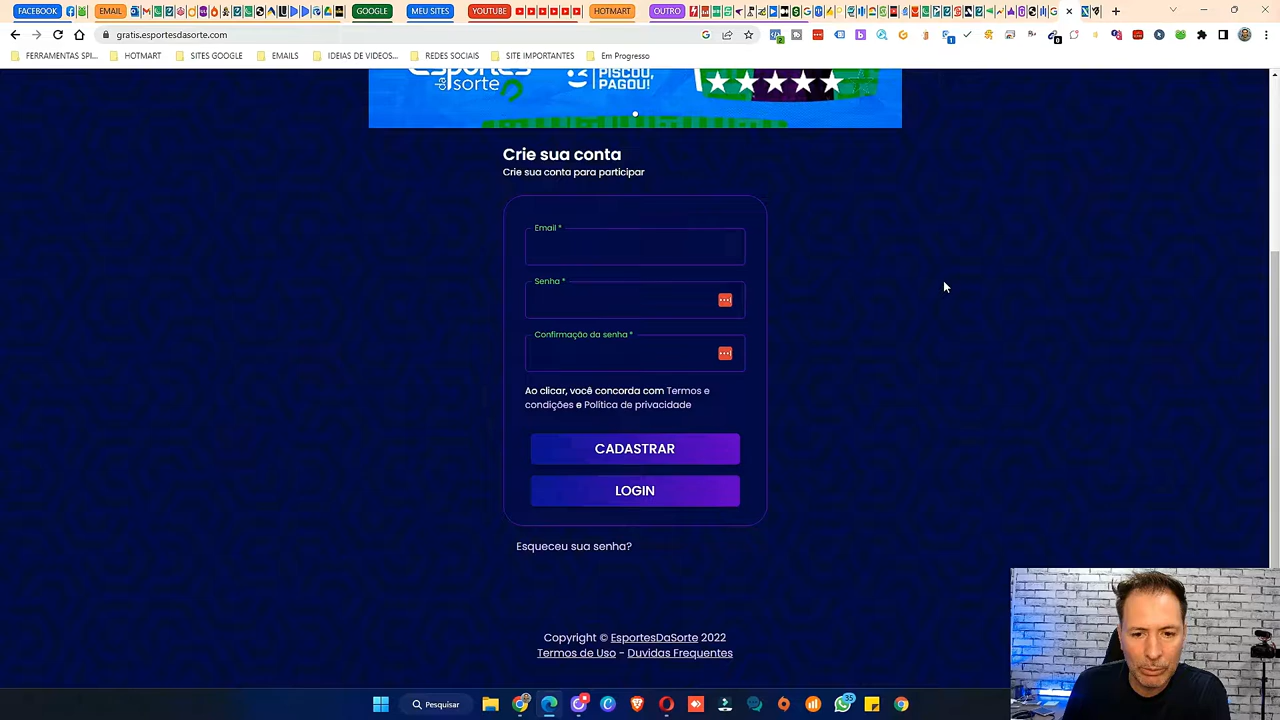 FACEBOOK
EMAIL
GOOGLE
MEU SITES
YOUTUBE
HOTMART
OUTRO
gratis.esportesdasorte.com
FERRAMENTAS SPI...
HOTMART
SITES GOOGLE
EMAILS
IDEIAS DE VIDEOS...
REDES SOCIAIS
SITE IMPORTANTES
Em Progresso
esportes
da sorte
PISCOU,
PAGOU!
Crie sua conta
Crie sua conta para participar
Email *
Senha *
Confirmação da senha *
Ao clicar, você concorda com Termos e
condições e Política de privacidade
CADASTRAR
LOGIN
Esqueceu sua senha?
Copyright © EsportesDaSorte 2022
Termos de Uso - Duvidas Frequentes
Pesquisar
35